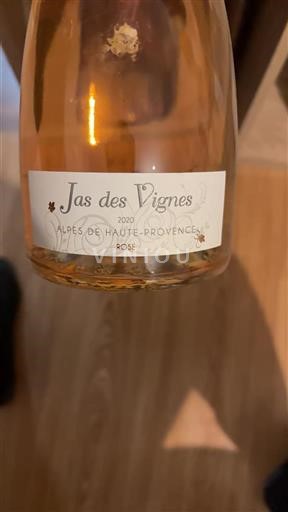 Jas des Vignes
2020
ALPES DE HAUTE-PROVENCE
ROSÉ
VINIOU